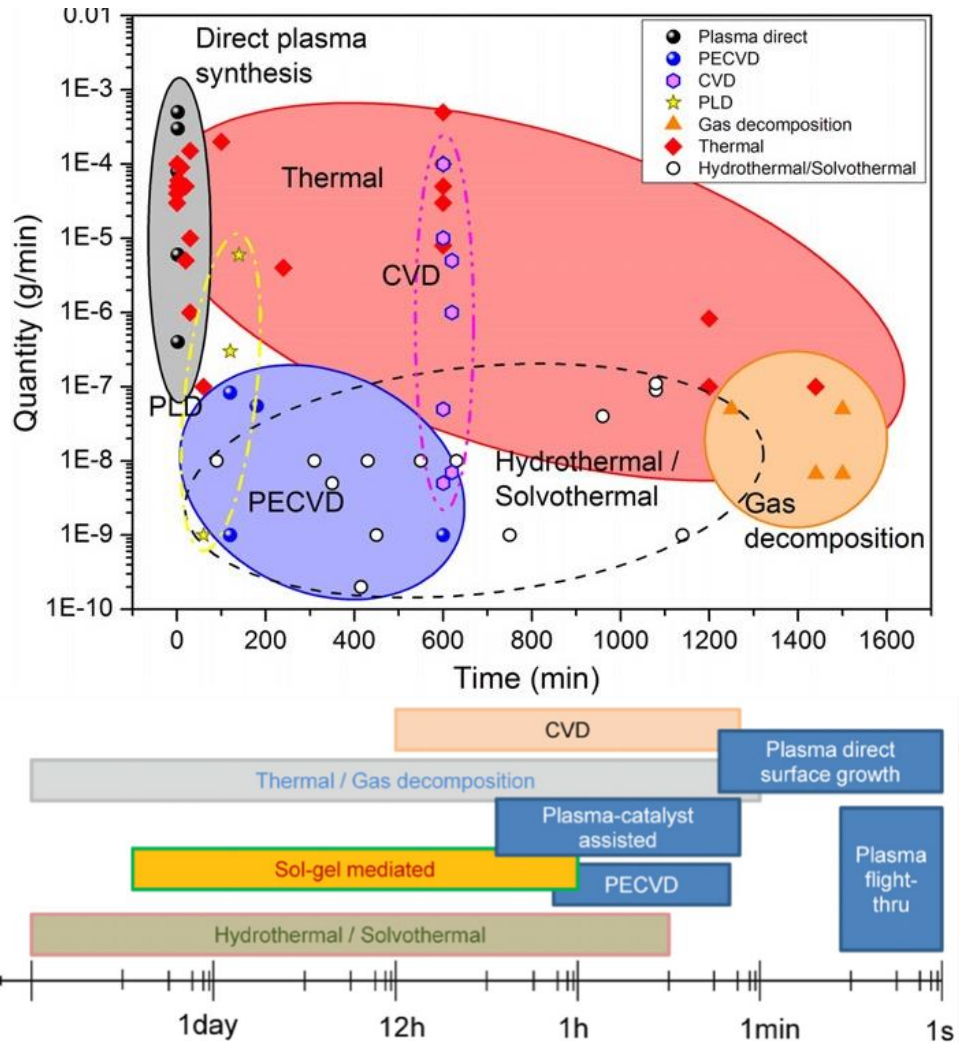 0.01
1E-3
1E-4
1E-5
1E-6
1E-7
1E-8
1E-9
1E-10
Quantity (g/min)
Direct plasma
synthesis
Plasma direct
PECVD
CVD
PLD
Gas decomposition
Thermal
Hydrothermal/Solvothermal
Thermal
CVD
PLD
PECVD
Hydrothermal /
Solvothermal
Gas
decomposition
0 200 400 600 800 1000 1200 1400 1600
Time (min)
CVD
Plasma direct
surface growth
Thermal / Gas decomposition
Plasma-catalyst
assisted
Sol-gel mediated
PECVD
Plasma
flight-
thru
Hydrothermal / Solvothermal
1day 12h 1h 1min 1s